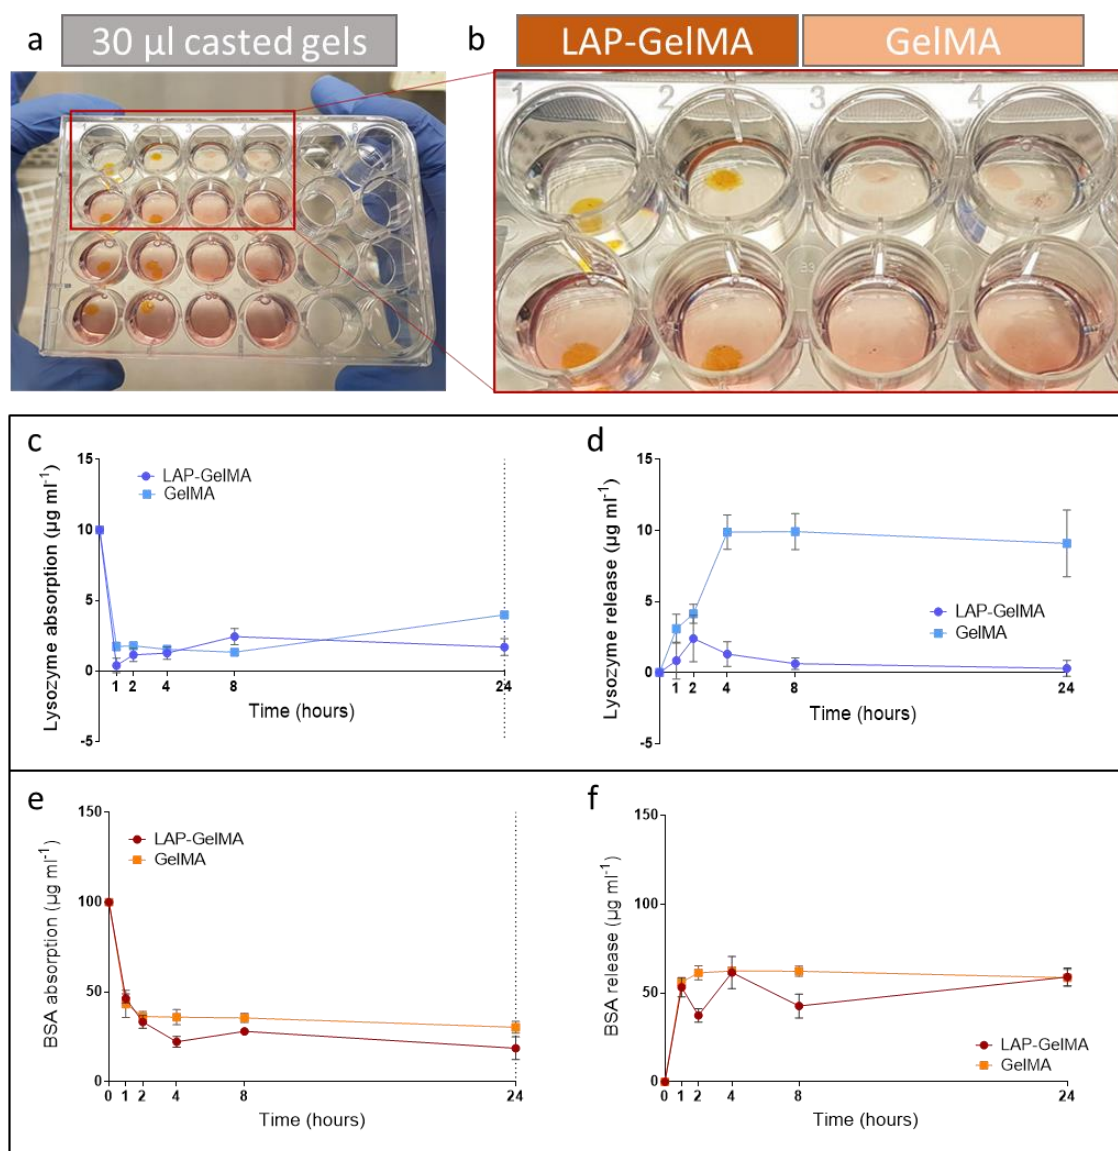 a
30 µl casted gels
b
LAP-GelMA
GelMA
1
2
3
4
c
15
10
5
0
-5
Lysozyme absorption (µg ml-1)
LAP-GelMA
GelMA
1 2 4 8 24
Time (hours)
d
15
10
5
0
-5
Lysozyme release (µg ml-1)
LAP-GelMA
GelMA
1 2 4 8 24
Time (hours)
e
150
100
50
0
BSA absorption (µg ml-1)
LAP-GelMA
GelMA
0 1 2 4 8 24
Time (hours)
f
150
100
50
0
BSA release (µg ml-1)
LAP-GelMA
GelMA
0 1 2 4 8 24
Time (hours)